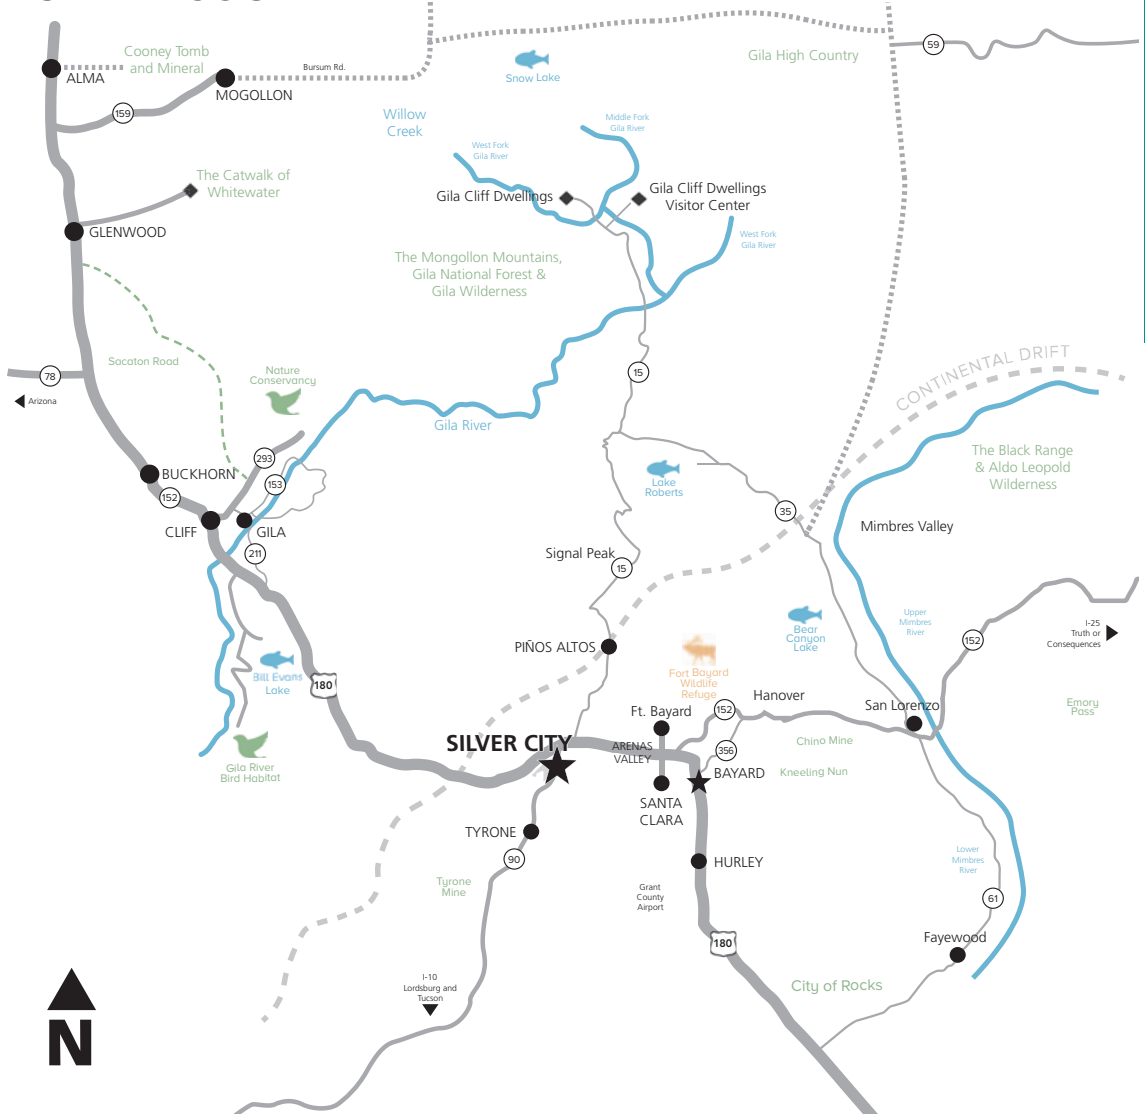 Cooney Tomb
and Mineral
ALMA
Bursum Rd.
MOGOLLON
159
Snow Lake
Gila High Country
59
Willow
Creek
Middle Fork
Gila River
West Fork
Gila River
The Catwalk of
Whitewater
Gila Cliff Dwellings
Gila Cliff Dwellings
Visitor Center
GLENWOOD
West Fork
Gila River
The Mongollon Mountains,
Gila National Forest &
Gila Wilderness
Sacaton Road
78
Arizona
Nature
Conservancy
15
CONTINENTAL DRIFT
Gila River
293
BUCKHORN
153
152
CLIFF
GILA
211
Lake
Roberts
The Black Range
& Aldo Leopold
Wilderness
35
Mimbres Valley
Signal Peak
15
Bear
Canyon
Lake
Upper
Mimbres
River
I-25
Truth or
Consequences
152
PIÑOS ALTOS
Bill Evans
Lake
180
Fort Bayard
Wildlife
Refuge
Hanover
San Lorenzo
Emory
Pass
152
Ft. Bayard
SILVER CITY
ARENAS
VALLEY
356
Chino Mine
Gila River
Bird Habitat
BAYARD
Kneeling Nun
SANTA
CLARA
TYRONE
90
HURLEY
Tyrone
Mine
Grant
County
Airport
Lower
Mimbres
River
61
Fayewood
180
I-10
Lordsburg and
Tucson
City of Rocks
N